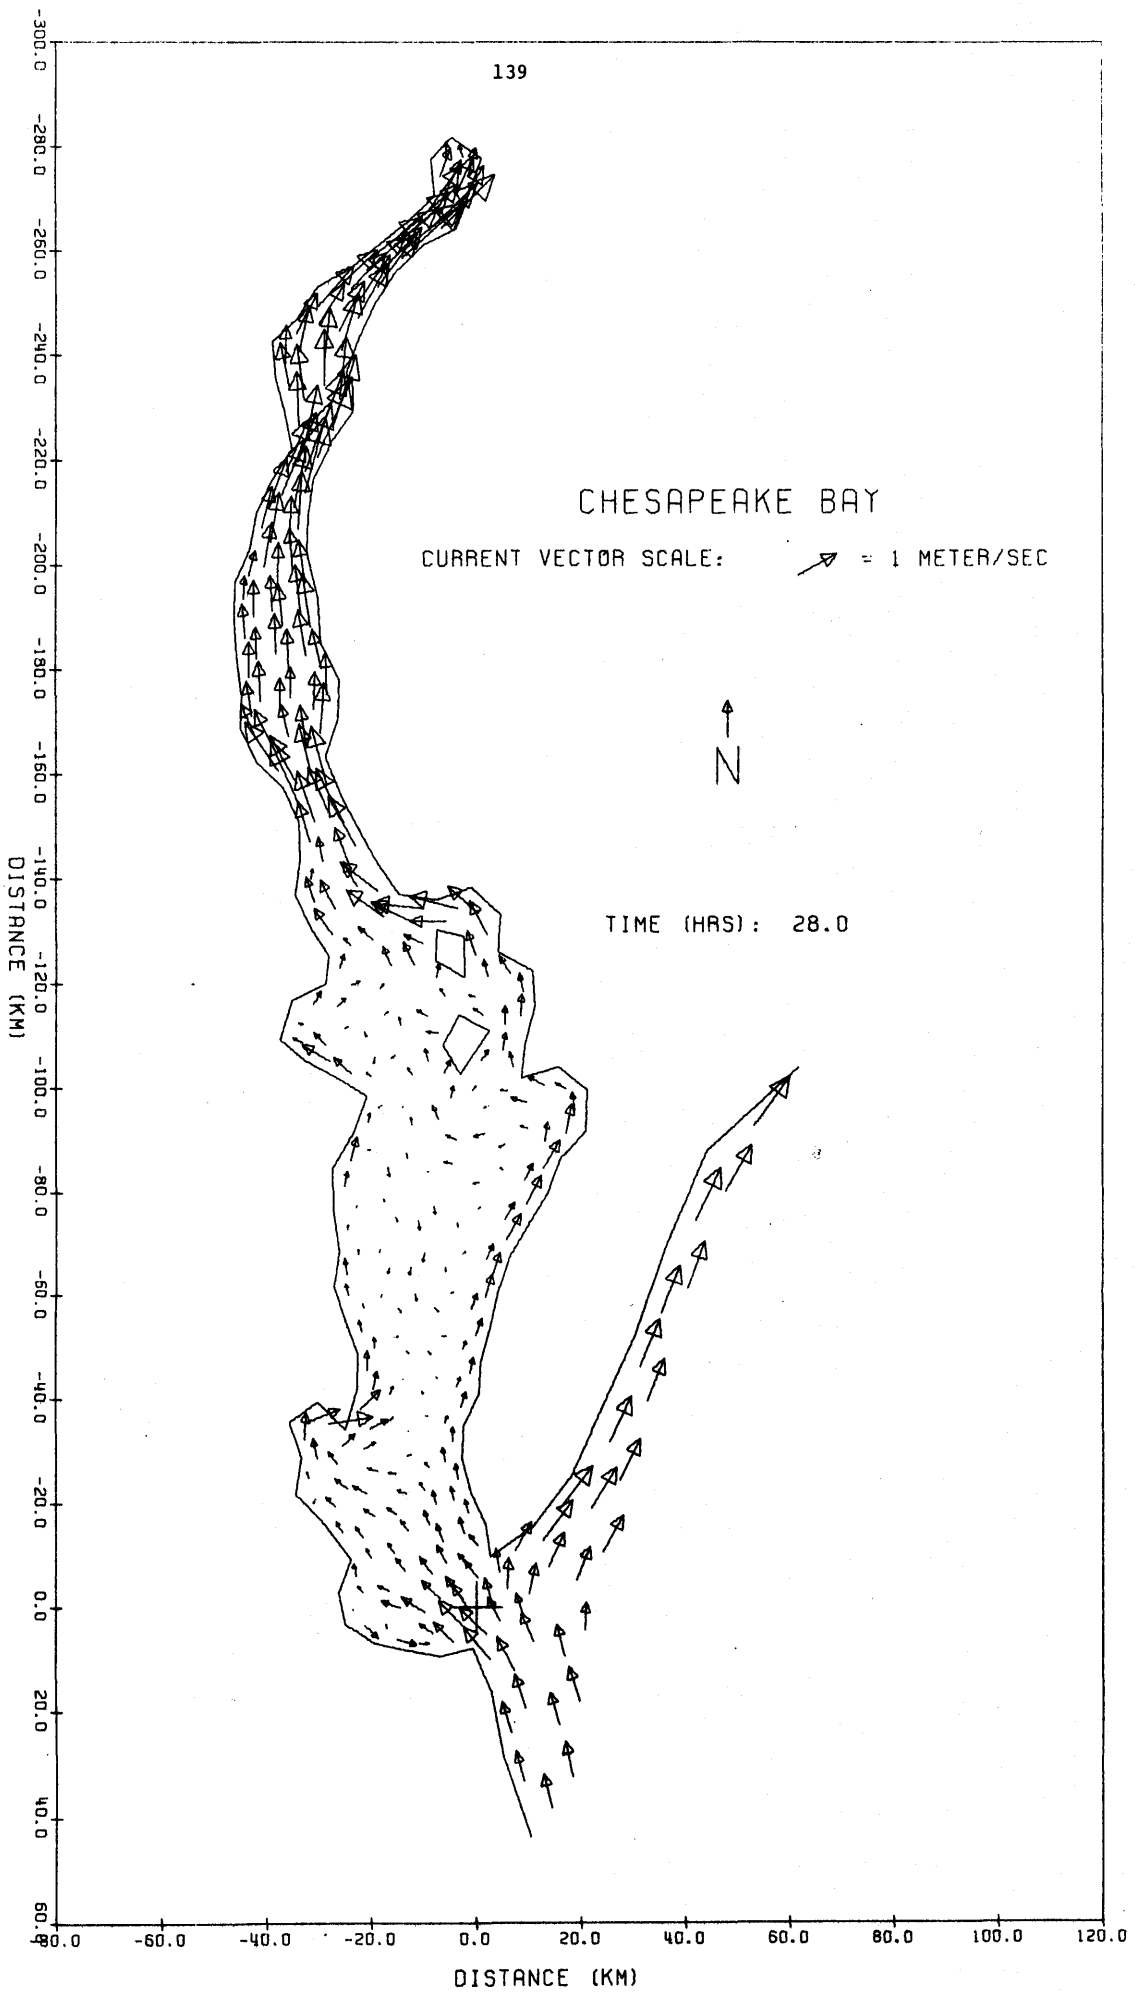 139
CHESAPEAKE BAY
CURRENT VECTOR SCALE: = 1 METER/SEC
N
TIME (HRS): 28.0
-300.0
-280.0
-260.0
-240.0
-220.0
-200.0
-180.0
-160.0
-140.0
-120.0
-100.0
-80.0
-60.0
-40.0
-20.0
0.0
20.0
40.0
60.
DISTANCE (KM)
-80.0 -60.0 -40.0 -20.0 0.0 20.0 40.0 60.0 80.0 100.0 120.0
DISTANCE (KM)